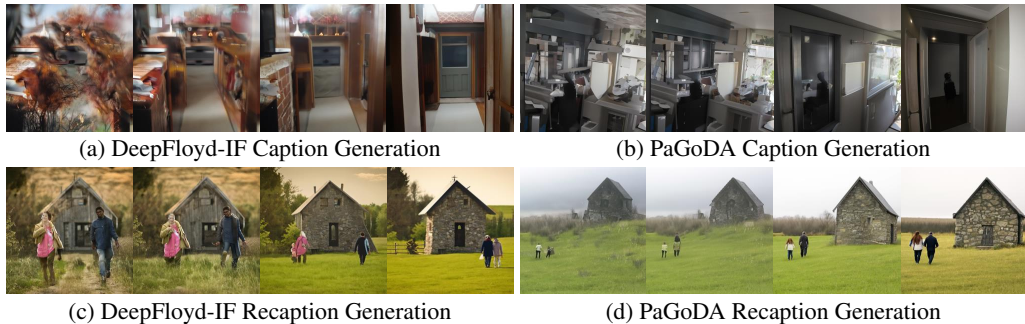 (a) DeepFloyd-IF Caption Generation
(b) PaGoDA Caption Generation
(c) DeepFloyd-IF Recaption Generation
(d) PaGoDA Recaption Generation